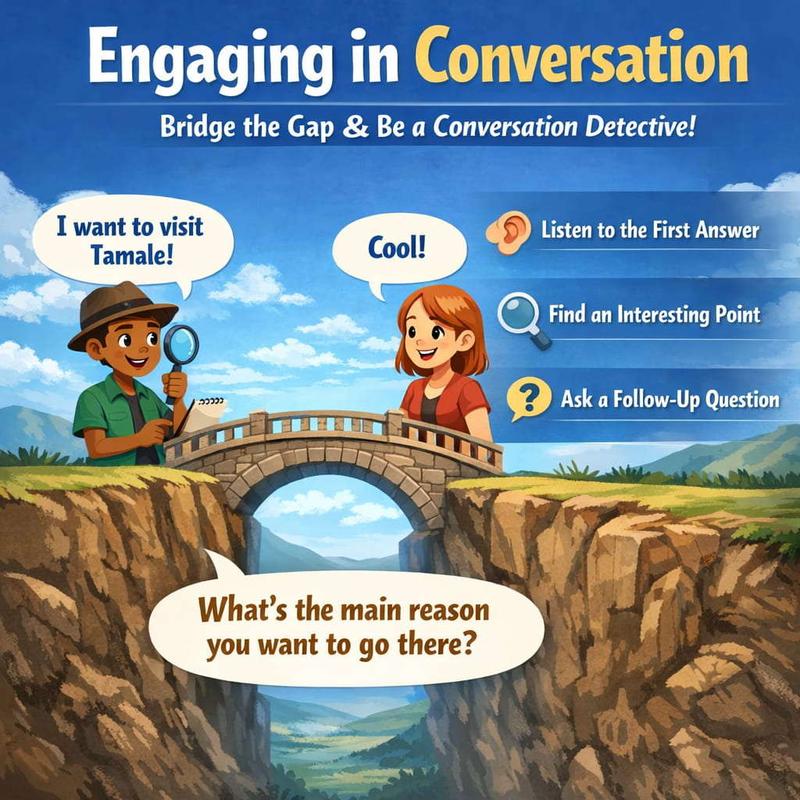 Engaging in Conversation
Bridge the Gap & Be a Conversation Detective!
I want to visit
Tamale!
Cool!
Listen to the First Answer
Find an Interesting Point
?
Ask a Follow-Up Question
What's the main reason
you want to go there?